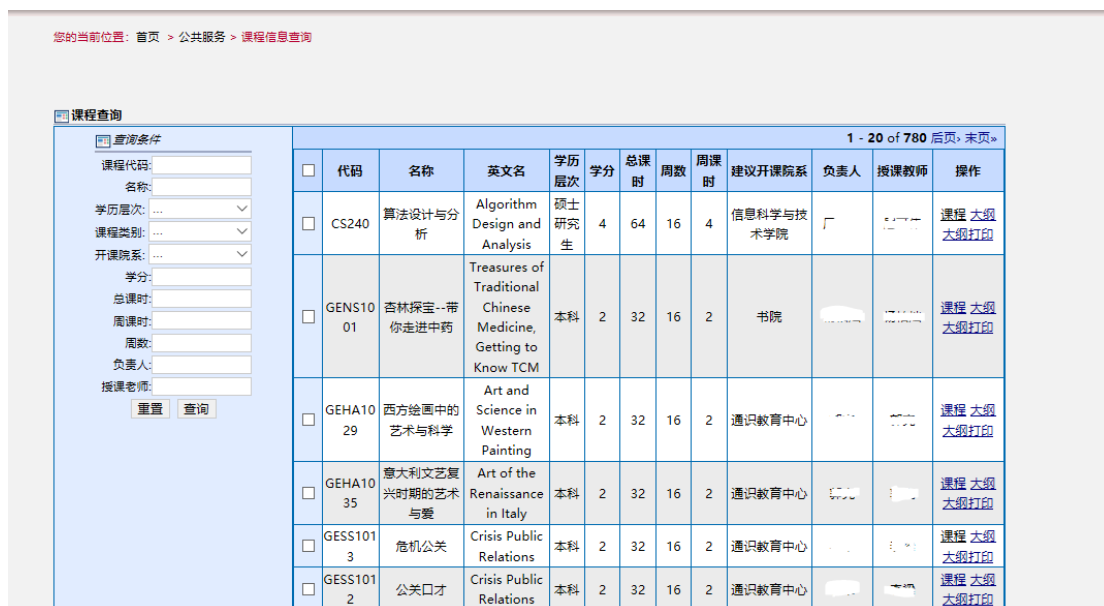 您的当前位置：首页 > 公共服务 > 课程信息查询
课程查询
查询条件
课程代码:
名称:
学历层次: ...
课程类别: ...
开课院系: ...
学分:
总课时:
周课时:
周数:
负责人:
授课老师:
重置 查询
1 - 20 of 780 后页› 末页»
代码 名称 英文名 学历层次 学分 总课时 周数 周课时 建议开课院系 负责人 授课教师 操作
CS240 算法设计与分析 Algorithm Design and Analysis 硕士研究生 4 64 16 4 信息科学与技术学院 课程 大纲 大纲打印
GENS1001 杏林探宝--带你走进中药 Treasures of Traditional Chinese Medicine, Getting to Know TCM 本科 2 32 16 2 书院 课程 大纲 大纲打印
GEHA1029 西方绘画中的艺术与科学 Art and Science in Western Painting 本科 2 32 16 2 通识教育中心 课程 大纲 大纲打印
GEHA1035 意大利文艺复兴时期的艺术与爱 Art of the Renaissance in Italy 本科 2 32 16 2 通识教育中心 课程 大纲 大纲打印
GESS1013 危机公关 Crisis Public Relations 本科 2 32 16 2 通识教育中心 课程 大纲 大纲打印
GESS1012 公关口才 Crisis Public Relations 本科 2 32 16 2 通识教育中心 课程 大纲 大纲打印